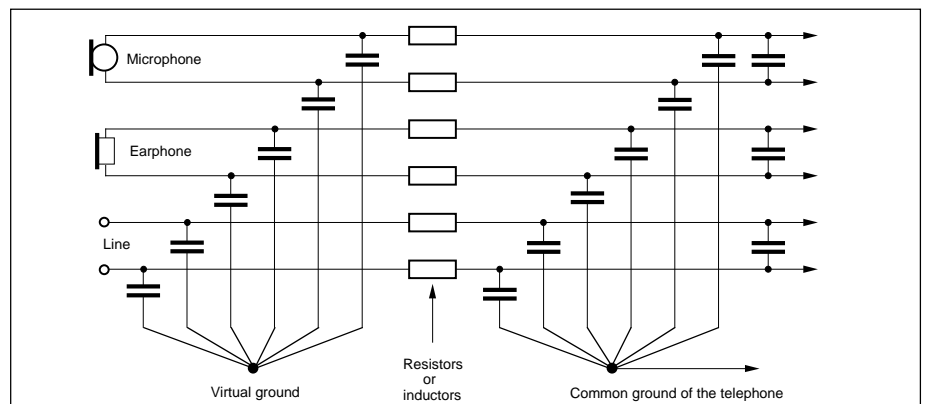 Microphone
Earphone
Line
Virtual ground
Resistors
or
inductors
Common ground of the telephone